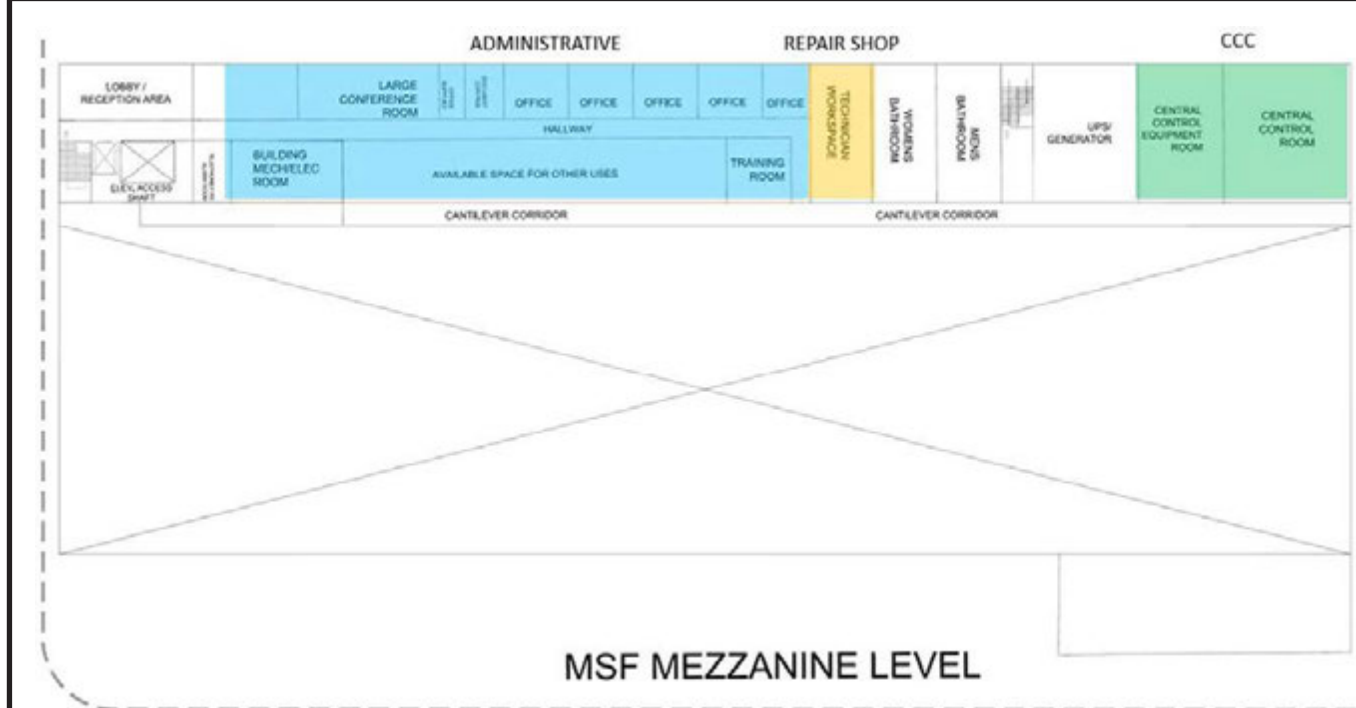 ADMINISTRATIVE
REPAIR SHOP
CCC
LOBBY /
RECEPTION AREA
LARGE
CONFERENCE
ROOM
OFFICE
OFFICE
OFFICE
OFFICE
OFFICE
TECHNICIAN
WORKSPACE
WOMENS
BATHROOM
MENS
BATHROOM
UPS/
GENERATOR
CENTRAL
CONTROL
EQUIPMENT
ROOM
CENTRAL
CONTROL
ROOM
HALLWAY
ELEV. ACCESS
SHAFT
BUILDING
MECH/ELEC
ROOM
AVAILABLE SPACE FOR OTHER USES
TRAINING
ROOM
CANTILEVER CORRIDOR
CANTILEVER CORRIDOR
MSF MEZZANINE LEVEL